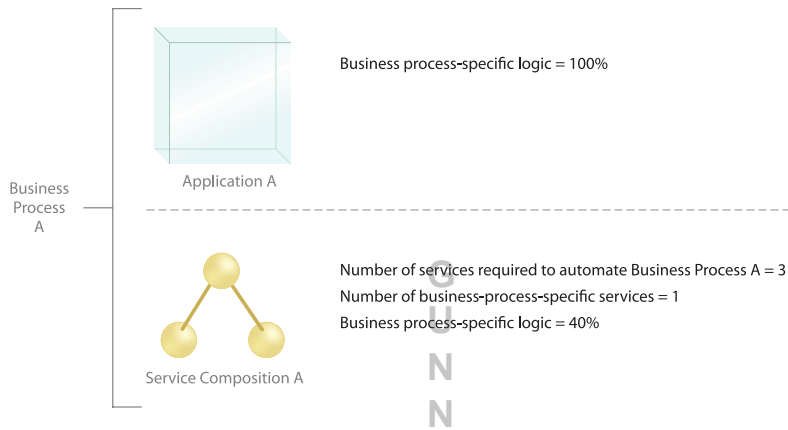 Business process-specific logic = 100%
Application A
Business
Process
A
Number of services required to automate Business Process A = 3
Number of business-process-specific services = 1
Business process-specific logic = 40%
Service Composition A
G
U
N
N